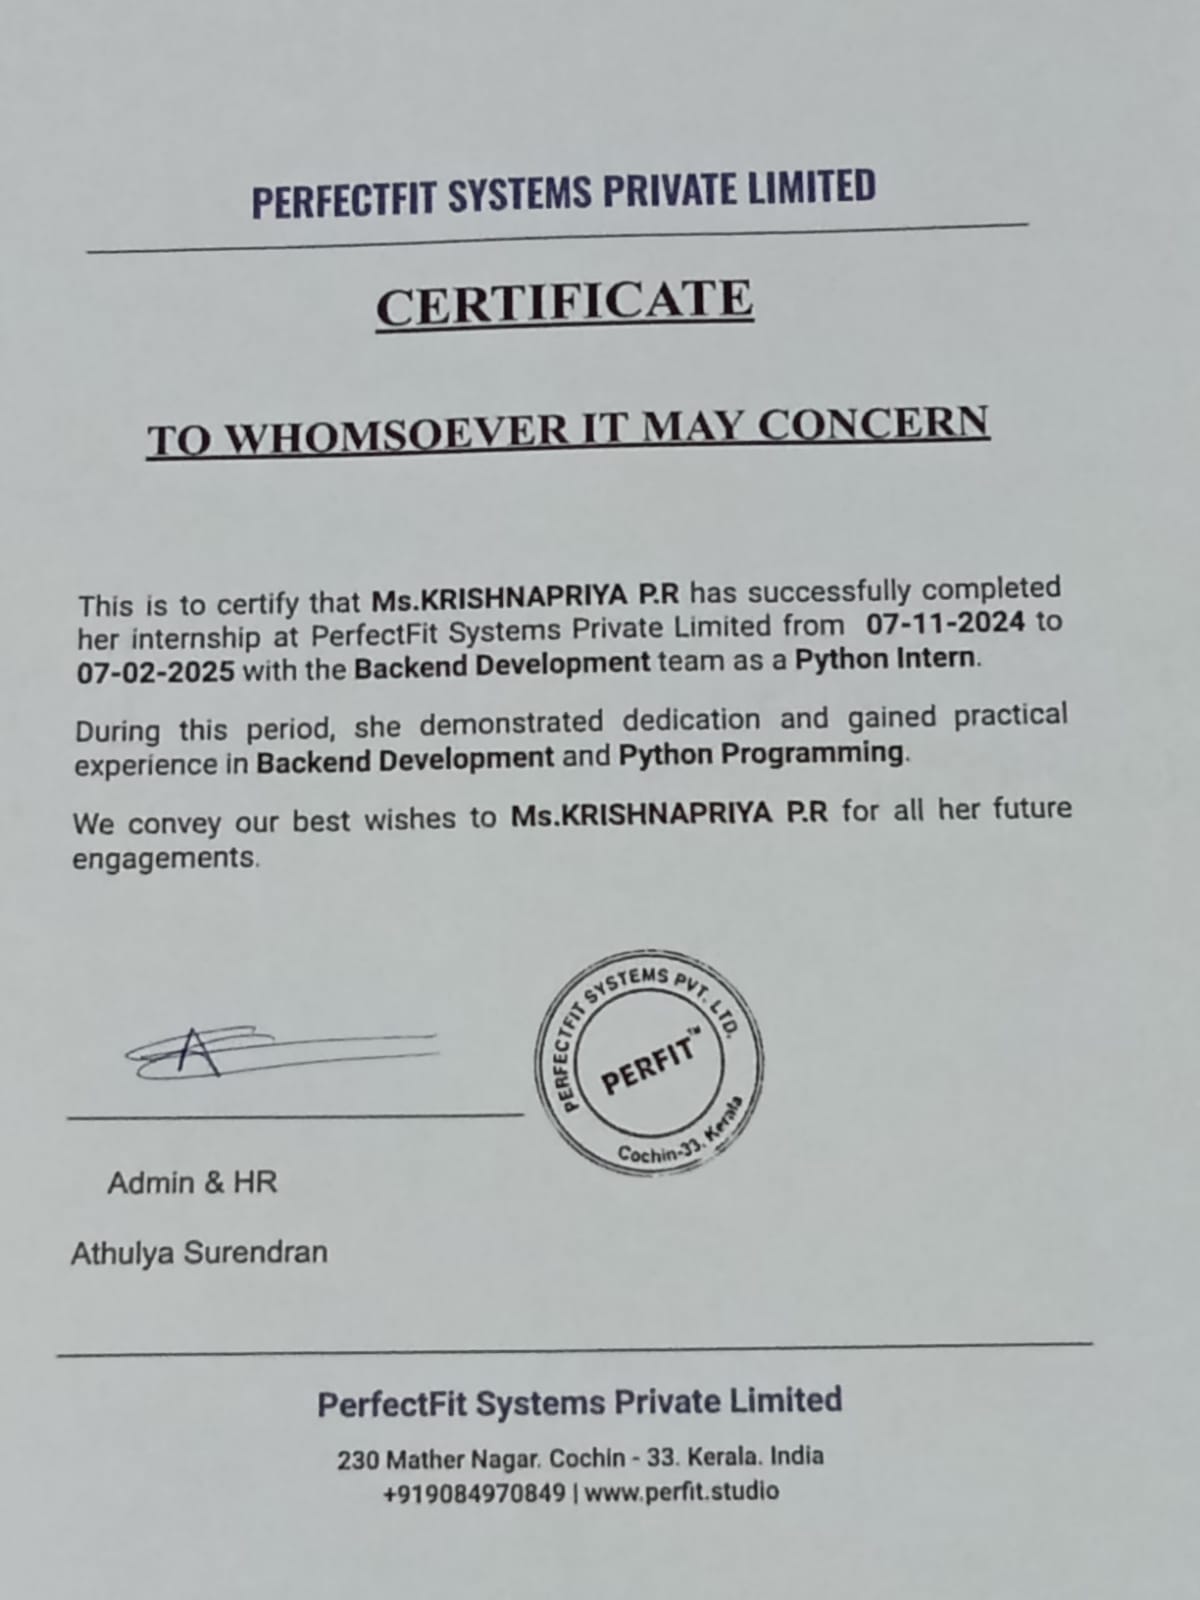 PERFECTFIT SYSTEMS PRIVATE LIMITED
CERTIFICATE
TO WHOMSOEVER IT MAY CONCERN
This is to certify that Ms.KRISHNAPRIYA P.R has successfully completed
her internship at PerfectFit Systems Private Limited from 07-11-2024 to
07-02-2025 with the Backend Development team as a Python Intern.
During this period, she demonstrated dedication and gained practical
experience in Backend Development and Python Programming.
We convey our best wishes to Ms.KRISHNAPRIYA P.R for all her future
engagements.
PERFECTFIT SYSTEMS PVT. LTD.
PERFIT™
Cochin-33. Kerala
Admin & HR
Athulya Surendran
PerfectFit Systems Private Limited
230 Mather Nagar. Cochin - 33. Kerala. India
+919084970849 | www.perfit.studio